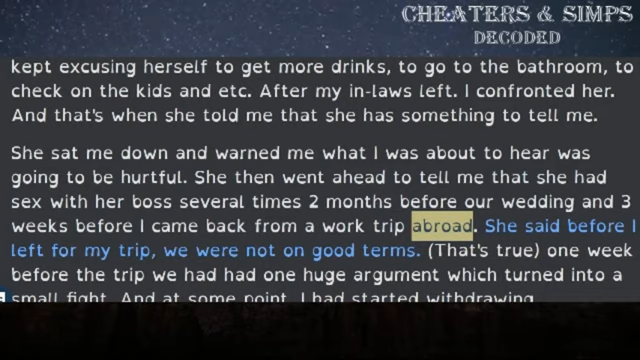 CHEATERS & SIMPS
DECODED
kept excusing herself to get more drinks, to go to the bathroom, to
check on the kids and etc. After my in-laws left. I confronted her.
And that's when she told me that she has something to tell me.
She sat me down and warned me what I was about to hear was
going to be hurtful. She then went ahead to tell me that she had
sex with her boss several times 2 months before our wedding and 3
weeks before I came back from a work trip abroad. She said before I
left for my trip, we were not on good terms. (That's true) one week
before the trip we had had one huge argument which turned into a
small fight. And at some point, I had started withdrawing